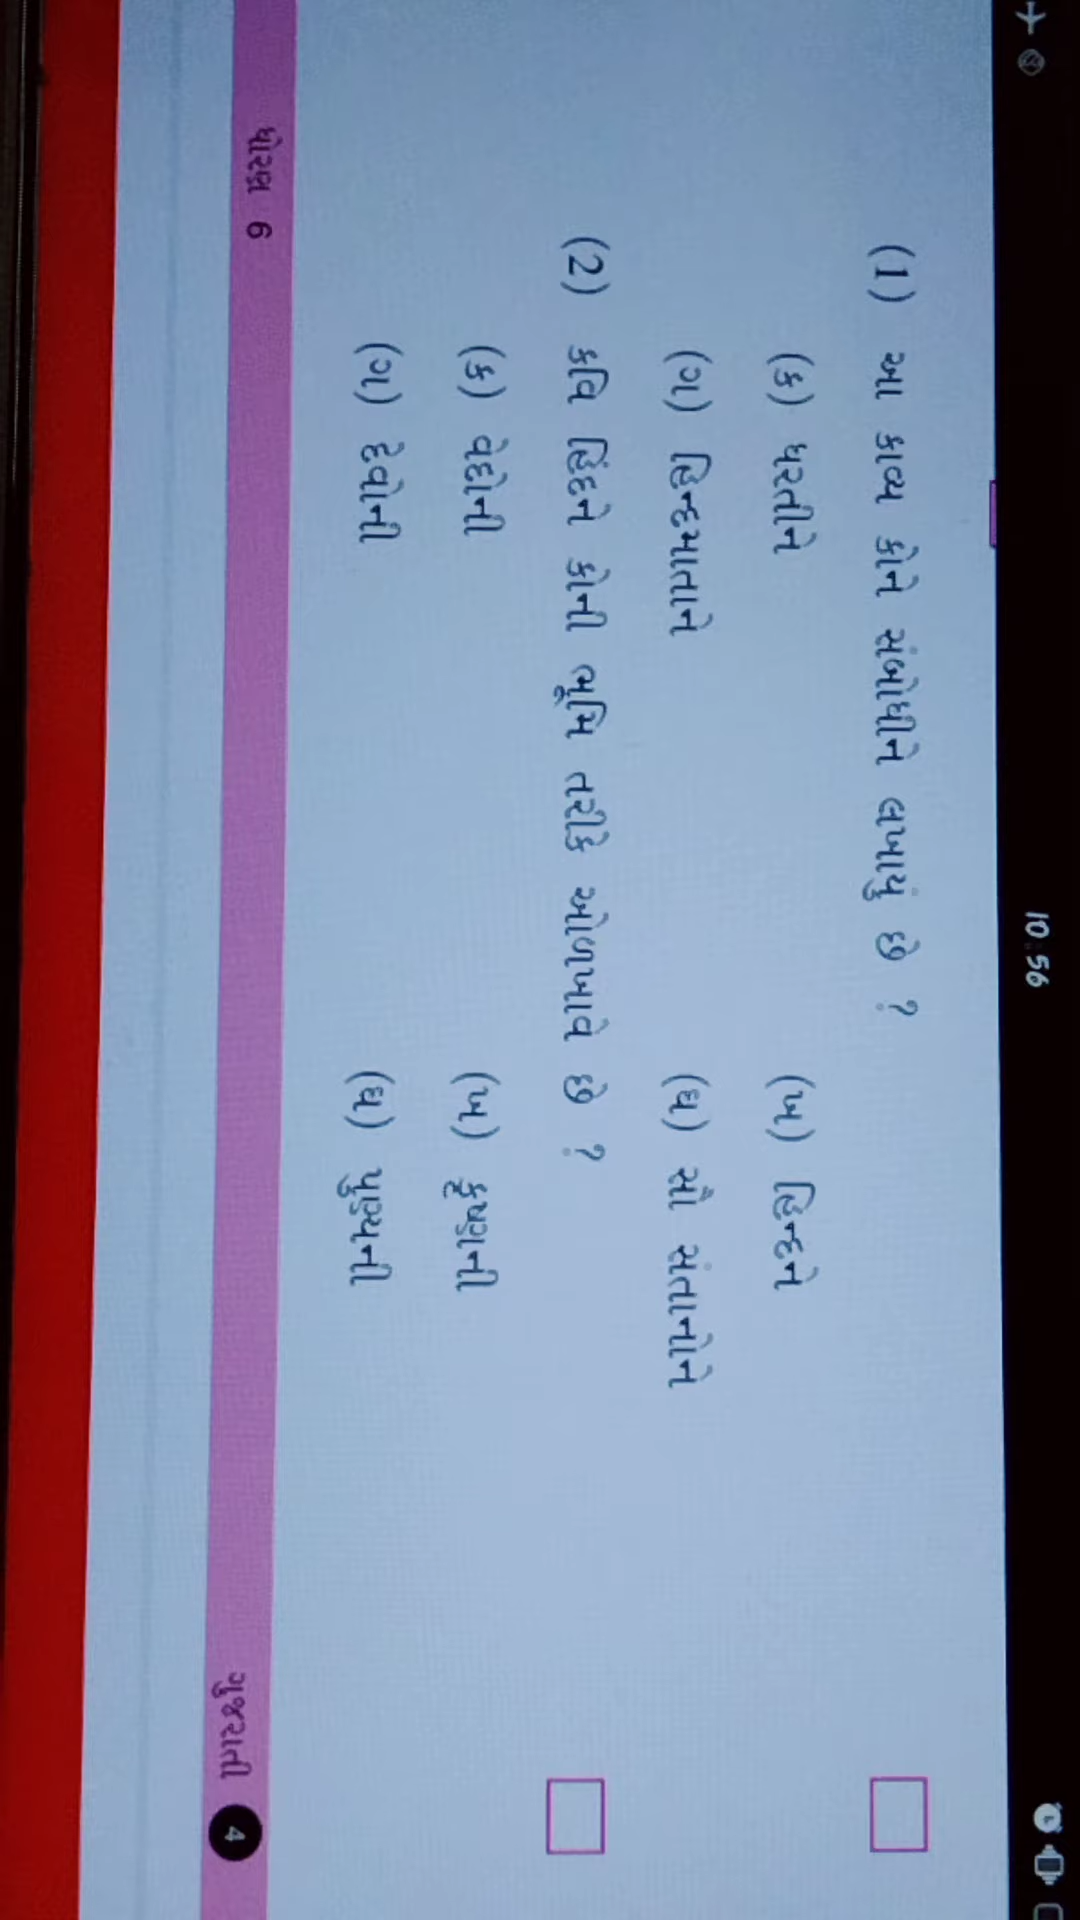 10:56
(1) આ કાવ્ય કોને સંબોધીને લખાયું છે ?
(ક) ધરતીને (ખ) હિન્દને
(ગ) હિન્દમાતાને (ઘ) સૌ સંતાનોને
(2) કવિ હિંદને કોની ભૂમિ તરીકે ઓળખાવે છે ?
(ક) વેદોની (ખ) કૃષ્ણની
(ગ) દેવોની (ઘ) પુણ્યની
ધોરણ 6 ગુજરાતી 4